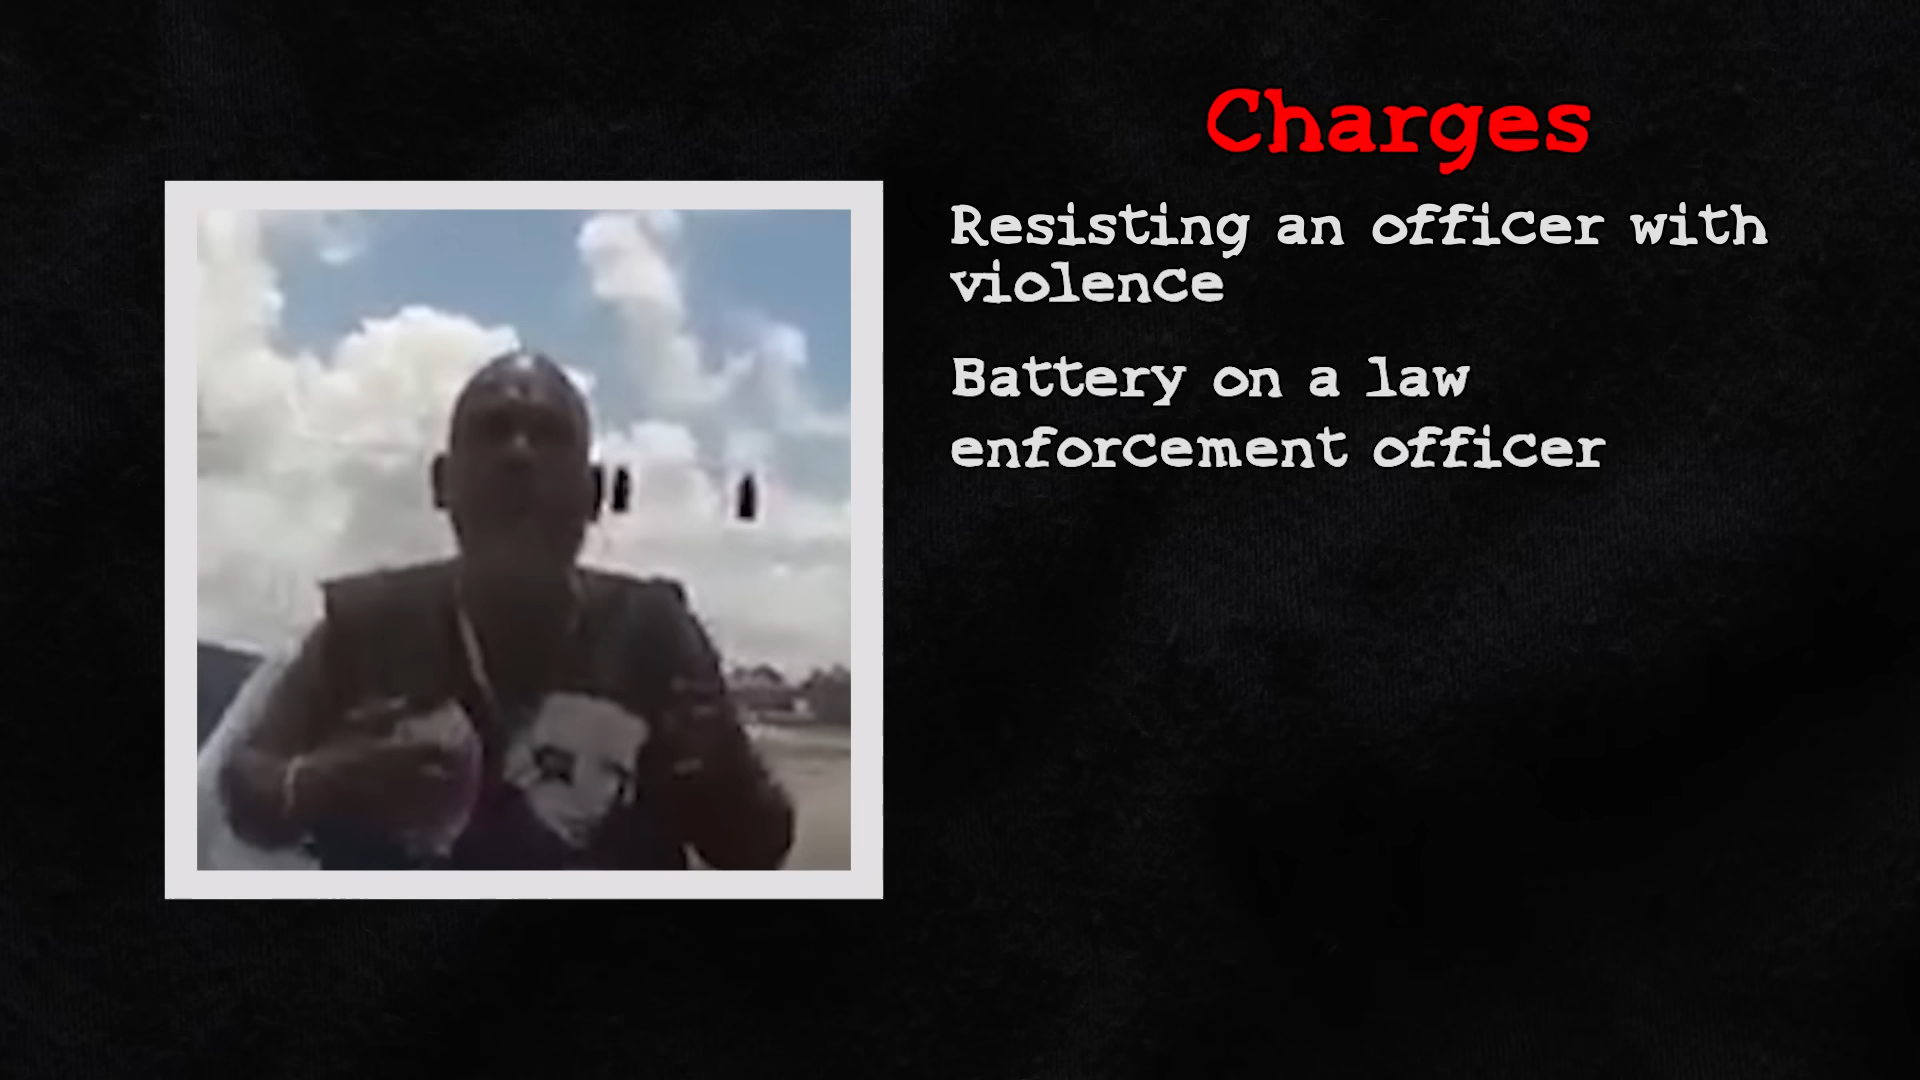 Charges
Resisting an officer with
violence
Battery on a law
enforcement officer